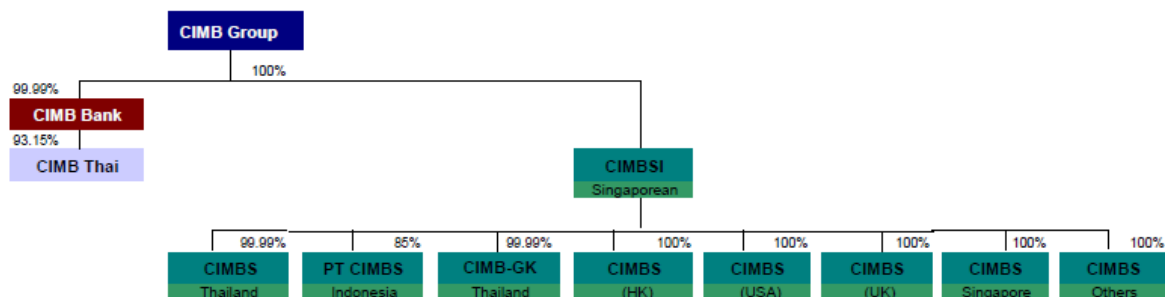 CIMB Group
100%
99.99%
CIMB Bank
93.15%
CIMB Thai
CIMBSI
Singaporean
99.99% 85% 99.99% 100% 100% 100% 100% 100%
CIMBS PT CIMBS CIMB-GK CIMBS CIMBS CIMBS CIMBS CIMBS
Thailand Indonesia Thailand (HK) (USA) (UK) Singapore Others